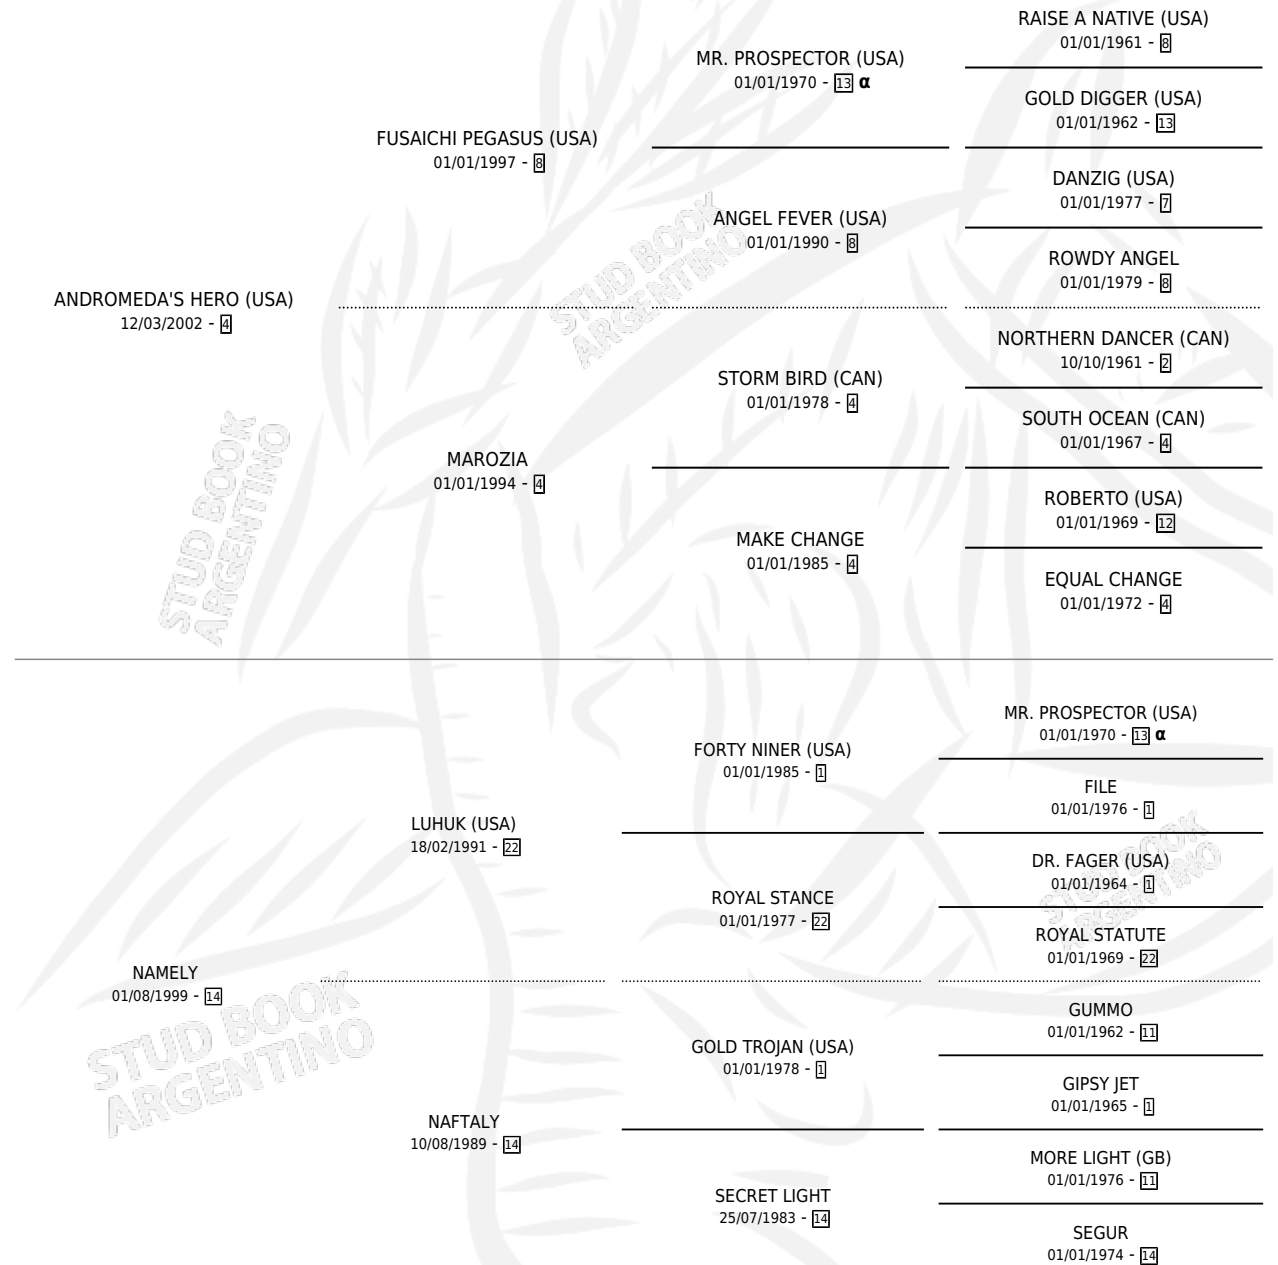 RAISE A NATIVE (USA)
01/01/1961 - 8
MR. PROSPECTOR (USA)
01/01/1970 - 13 α
GOLD DIGGER (USA)
01/01/1962 - 13
FUSAICHI PEGASUS (USA)
01/01/1997 - 8
DANZIG (USA)
01/01/1977 - 7
ANGEL FEVER (USA)
01/01/1990 - 8
ROWDY ANGEL
01/01/1979 - 8
ANDROMEDA'S HERO (USA)
12/03/2002 - 4
NORTHERN DANCER (CAN)
10/10/1961 - 2
STORM BIRD (CAN)
01/01/1978 - 4
SOUTH OCEAN (CAN)
01/01/1967 - 4
MAROZIA
01/01/1994 - 4
ROBERTO (USA)
01/01/1969 - 12
MAKE CHANGE
01/01/1985 - 4
EQUAL CHANGE
01/01/1972 - 4
MR. PROSPECTOR (USA)
01/01/1970 - 13 α
FORTY NINER (USA)
01/01/1985 - 1
FILE
01/01/1976 - 1
LUHUK (USA)
18/02/1991 - 22
DR. FAGER (USA)
01/01/1964 - 1
ROYAL STANCE
01/01/1977 - 22
ROYAL STATUTE
01/01/1969 - 22
NAMELY
01/08/1999 - 14
GUMMO
01/01/1962 - 11
GOLD TROJAN (USA)
01/01/1978 - 1
GIPSY JET
01/01/1965 - 1
NAFTALY
10/08/1989 - 14
MORE LIGHT (GB)
01/01/1976 - 11
SECRET LIGHT
25/07/1983 - 14
SEGUR
01/01/1974 - 14
STUD BOOK
ARGENTINO
STUD BOOK
ARGENTINO
STUD BOOK
ARGENTINO
STUD BOOK
ARGENTINO